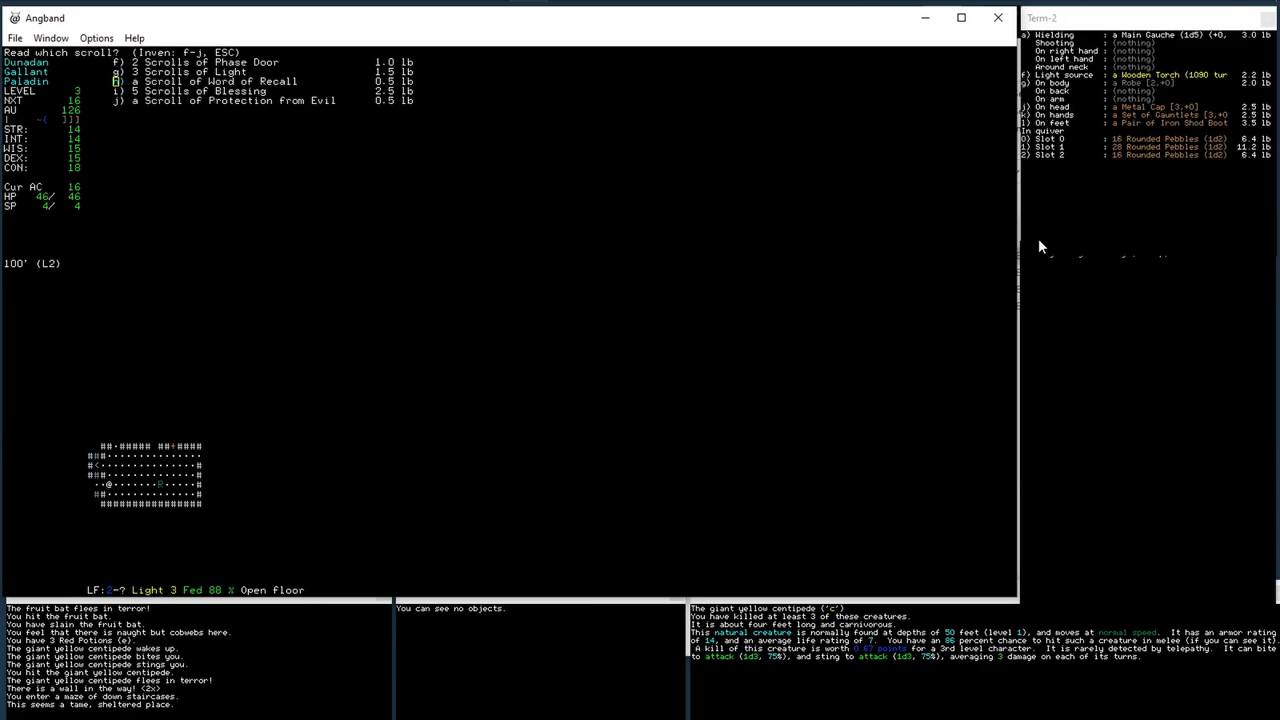 Angband
File Window Options Help
Read which scroll? (Inven: f-j, ESC)
Dunadan f) 2 Scrolls of Phase Door 1.0 lb
Gallant g) 3 Scrolls of Light 1.5 lb
Paladin h) a Scroll of Word of Recall 0.5 lb
LEVEL 3 i) 5 Scrolls of Blessing 2.5 lb
NXT 16 j) a Scroll of Protection from Evil 0.5 lb
AU 126
| ~( ]]]
STR: 14
INT: 14
WIS: 15
DEX: 15
CON: 18
Cur AC 16
HP 46/ 46
SP 4/ 4
100' (L2)
##·##### ##+####
###··········
#<··············#
###··············#
··@·······R·····#
##··············#
#################
LF:2-? Light 3 Fed 88 % Open floor
Term-2
a) Wielding : a Main Gauche (1d5) (+0, 3.0 lb
Shooting : (nothing)
On right hand : (nothing)
On left hand : (nothing)
Around neck : (nothing)
f) Light source : a Wooden Torch (1090 tur 2.2 lb
g) On body : a Robe [2,+0] 2.0 lb
On back : (nothing)
On arm : (nothing)
j) On head : a Metal Cap [3,+0] 2.5 lb
k) On hands : a Set of Gauntlets [3,+0 2.5 lb
l) On feet : a Pair of Iron Shod Boot 3.5 lb
In quiver
0) Slot 0 : 16 Rounded Pebbles (1d2) 6.4 lb
1) Slot 1 : 28 Rounded Pebbles (1d2) 11.2 lb
2) Slot 2 : 16 Rounded Pebbles (1d2) 6.4 lb
The fruit bat flees in terror!
You hit the fruit bat.
You have slain the fruit bat.
You feel that there is naught but cobwebs here.
You have 3 Red Potions (e).
The giant yellow centipede wakes up.
The giant yellow centipede bites you.
The giant yellow centipede stings you.
You hit the giant yellow centipede.
The giant yellow centipede flees in terror!
There is a wall in the way! <2x>
You enter a maze of down staircases.
This seems a tame, sheltered place.
You can see no objects.
The giant yellow centipede ('c')
You have killed at least 3 of these creatures.
It is about four feet long and carnivorous.
This natural creature is normally found at depths of 50 feet (level 1), and moves at normal speed. It has an armor rating
of 14, and an average life rating of 7. You have an 86 percent chance to hit such a creature in melee (if you can see it).
A kill of this creature is worth 0.67 points for a 3rd level character. It is rarely detected by telepathy. It can bite
to attack (1d3, 75%), and sting to attack (1d3, 75%), averaging 3 damage on each of its turns.